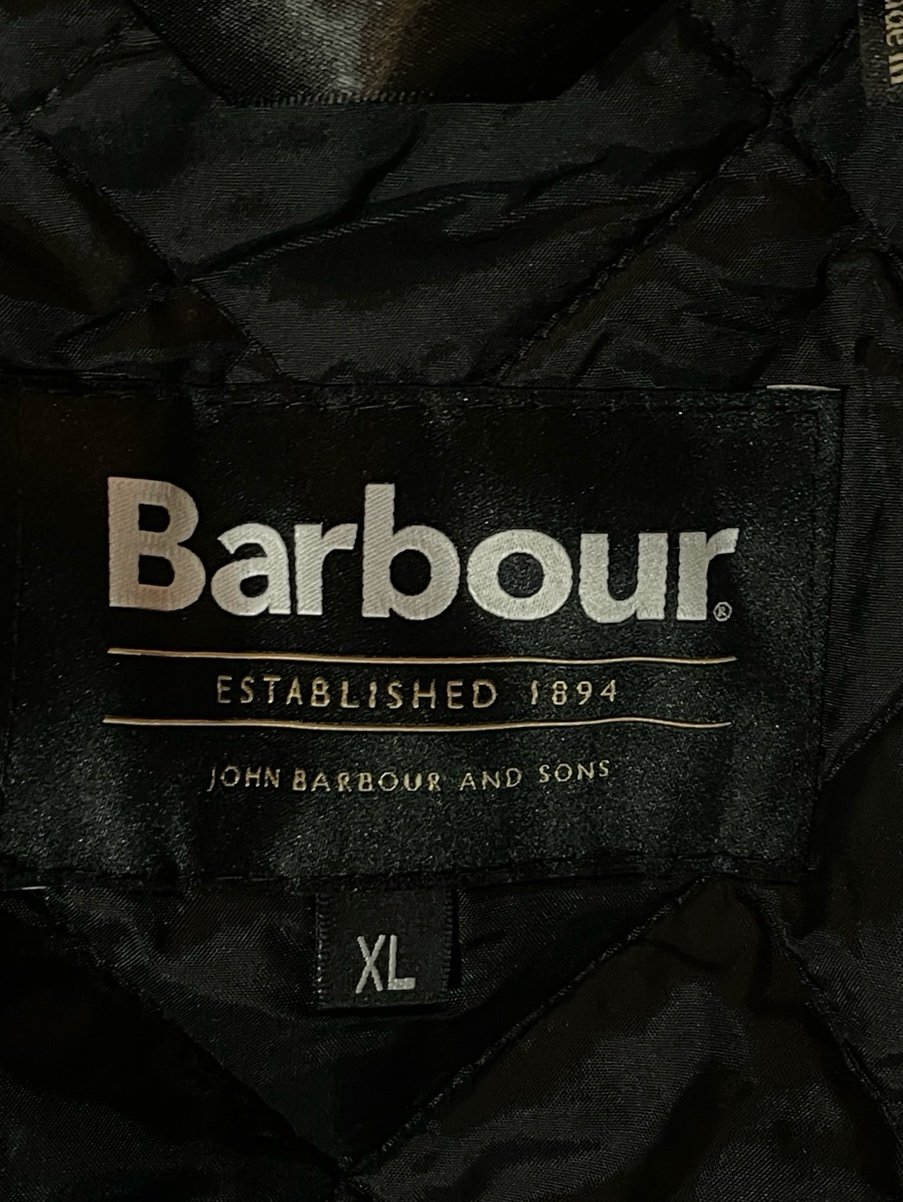 Barbour®
ESTABLISHED 1894
JOHN BARBOUR AND SONS
XL